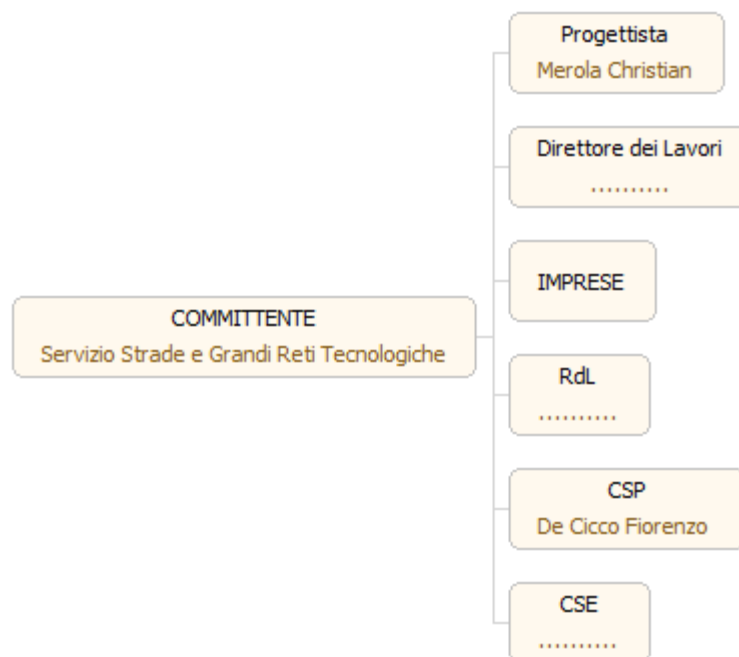 Progettista
Merola Christian
Direttore dei Lavori
..........
IMPRESE
COMMITTENTE
Servizio Strade e Grandi Reti Tecnologiche
RdL
..........
CSP
De Cicco Fiorenzo
CSE
..........